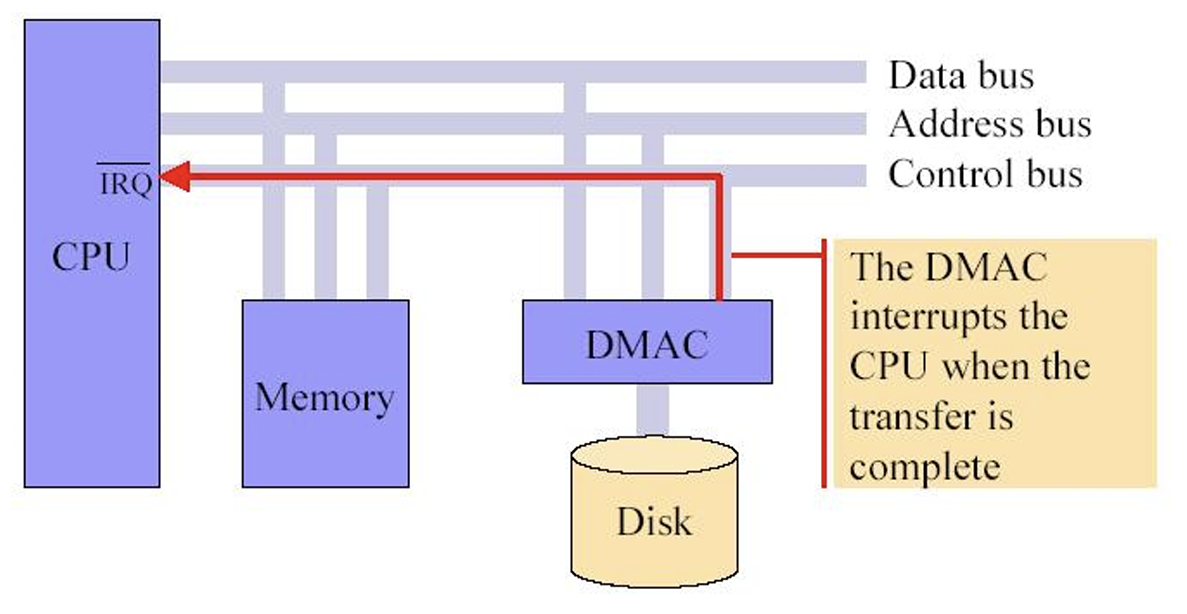 Data bus
Address bus
Control bus
IRQ
CPU
The DMAC
interrupts the
CPU when the
transfer is
complete
DMAC
Memory
Disk